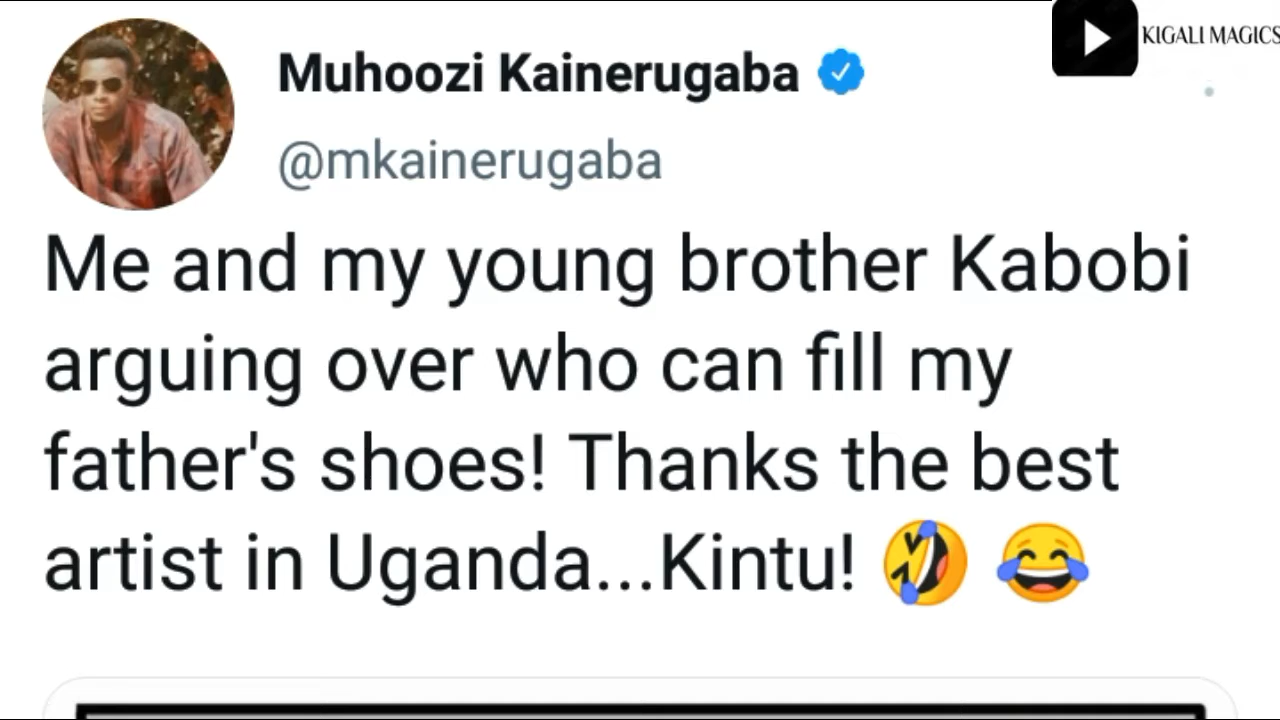 KIGALI MAGICS
Muhoozi Kainerugaba
@mkainerugaba
Me and my young brother Kabobi
arguing over who can fill my
father's shoes! Thanks the best
artist in Uganda...Kintu! 🤣 😂